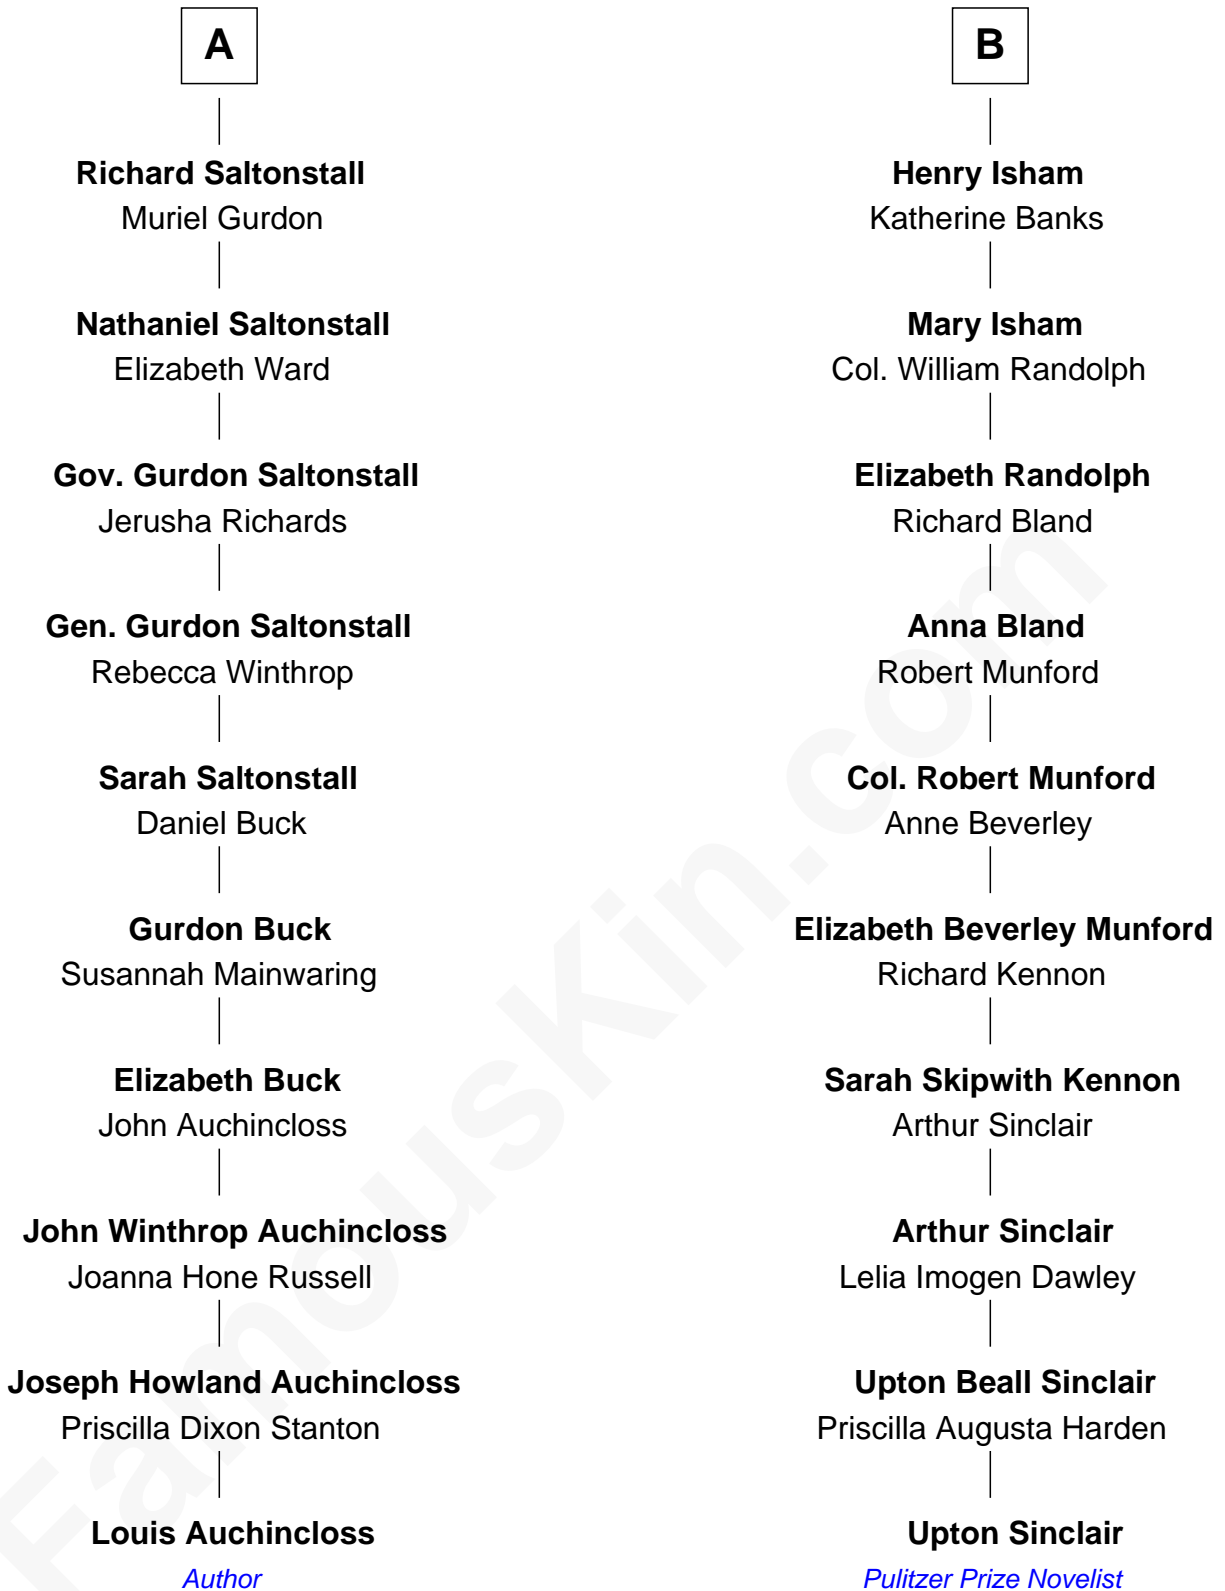 A
Richard Saltonstall
Muriel Gurdon
Nathaniel Saltonstall
Elizabeth Ward
Gov. Gurdon Saltonstall
Jerusha Richards
Gen. Gurdon Saltonstall
Rebecca Winthrop
Sarah Saltonstall
Daniel Buck
Gurdon Buck
Susannah Mainwaring
Elizabeth Buck
John Auchincloss
John Winthrop Auchincloss
Joanna Hone Russell
Joseph Howland Auchincloss
Priscilla Dixon Stanton
Louis Auchincloss
Author
B
Henry Isham
Katherine Banks
Mary Isham
Col. William Randolph
Elizabeth Randolph
Richard Bland
Anna Bland
Robert Munford
Col. Robert Munford
Anne Beverley
Elizabeth Beverley Munford
Richard Kennon
Sarah Skipwith Kennon
Arthur Sinclair
Arthur Sinclair
Lelia Imogen Dawley
Upton Beall Sinclair
Priscilla Augusta Harden
Upton Sinclair
Pulitzer Prize Novelist
FamousKin.com